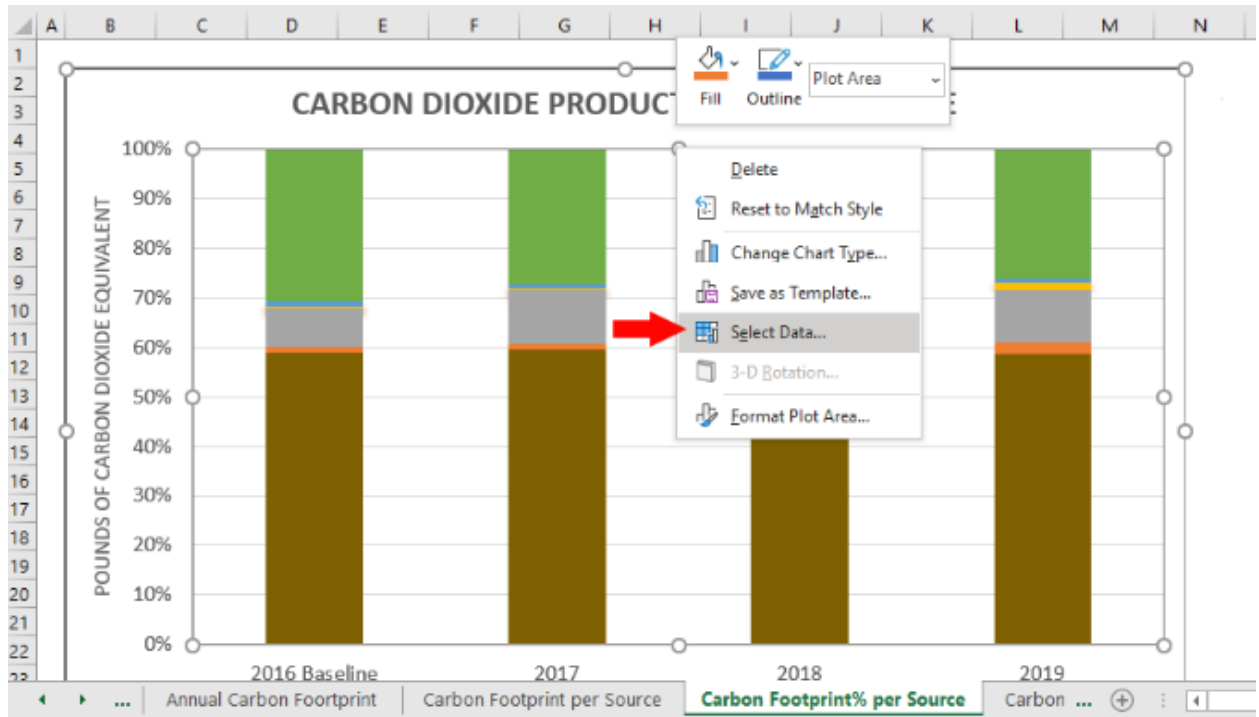 A B C D E F G H I J K L M N
1
2
3
4
5
6
7
8
9
10
11
12
13
14
15
16
17
18
19
20
21
22
23
Fill Outline Plot Area
CARBON DIOXIDE PRODUC
Delete
Reset to Match Style
Change Chart Type...
Save as Template...
Select Data...
3-D Rotation...
Format Plot Area...
POUNDS OF CARBON DIOXIDE EQUIVALENT
100%
90%
80%
70%
60%
50%
40%
30%
20%
10%
0%
2016 Baseline 2017 2018 2019
... Annual Carbon Foortprint Carbon Footprint per Source Carbon Footprint% per Source Carbon ...